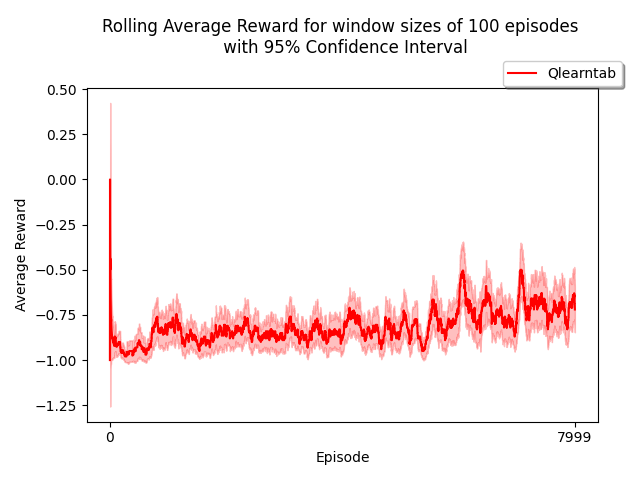 Rolling Average Reward for window sizes of 100 episodes
with 95% Confidence Interval
Qlearntab
0.50
0.25
0.00
−0.25
−0.50
−0.75
−1.00
−1.25
Average Reward
0
7999
Episode